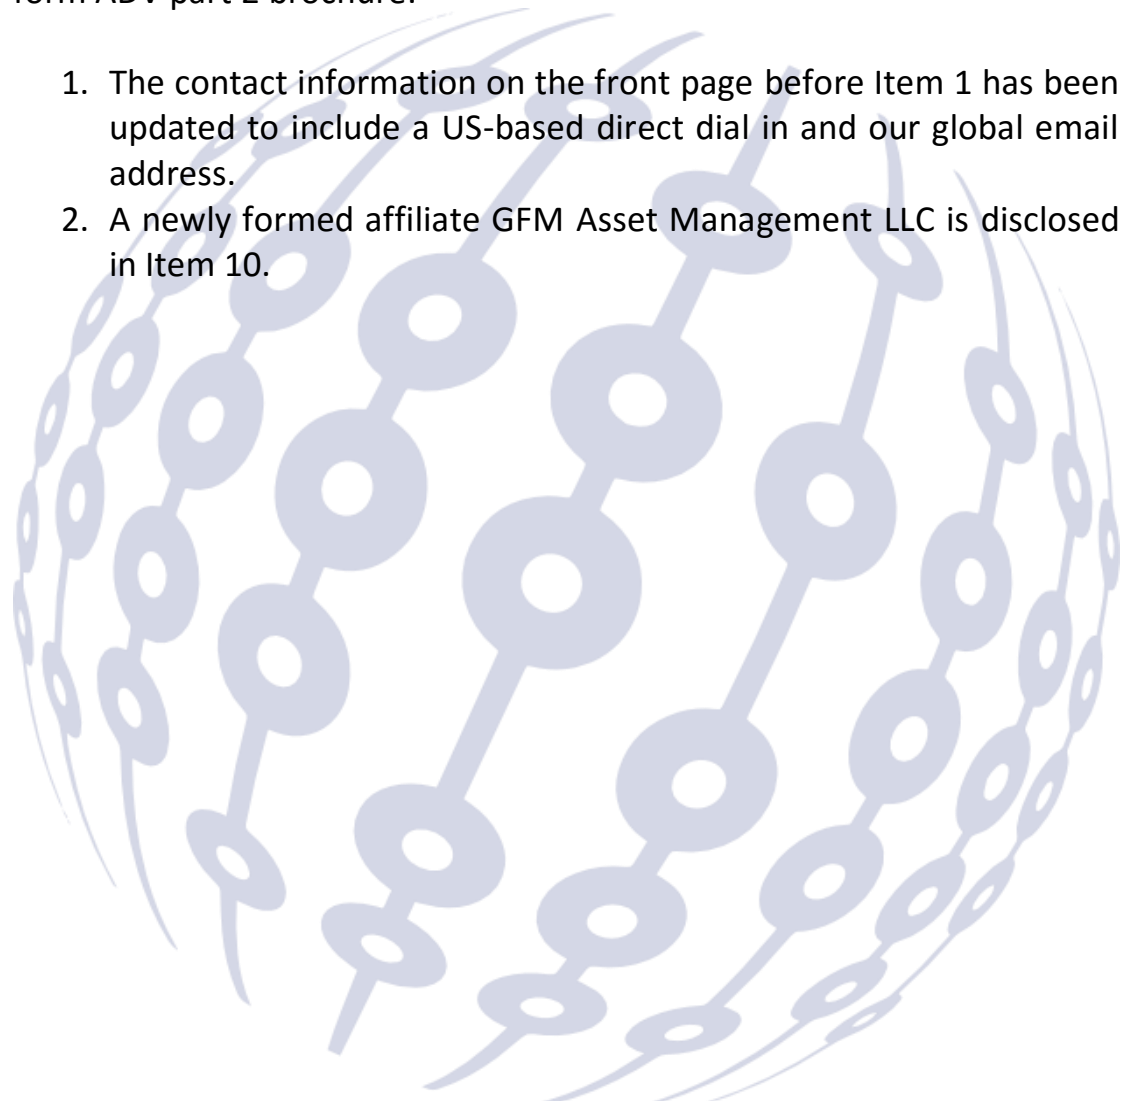 form ADV part 2 brochure.
1. The contact information on the front page before Item 1 has been
updated to include a US-based direct dial in and our global email
address.
2. A newly formed affiliate GFM Asset Management LLC is disclosed
in Item 10.